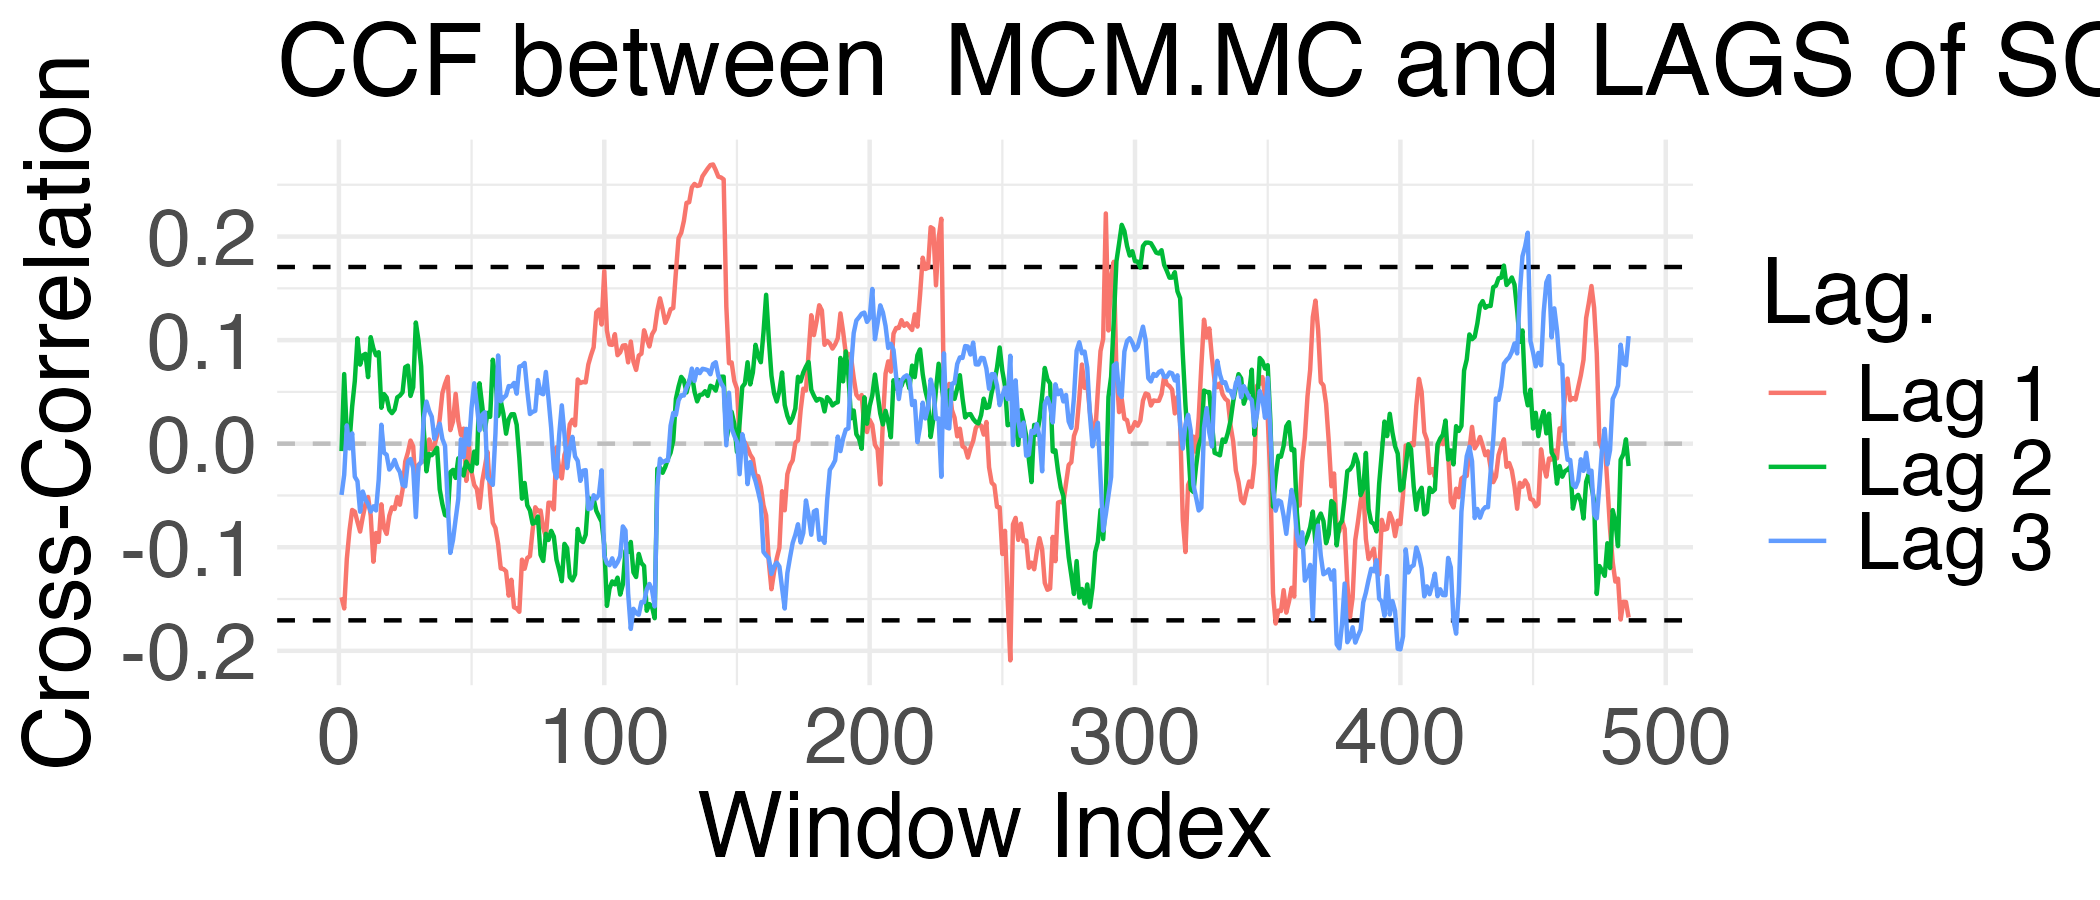 CCF between  MCM.MC and LAGS of SC
Cross-Correlation
0.2
0.1
0.0
-0.1
-0.2
0 100 200 300 400 500
Window Index
Lag.
Lag 1
Lag 2
Lag 3